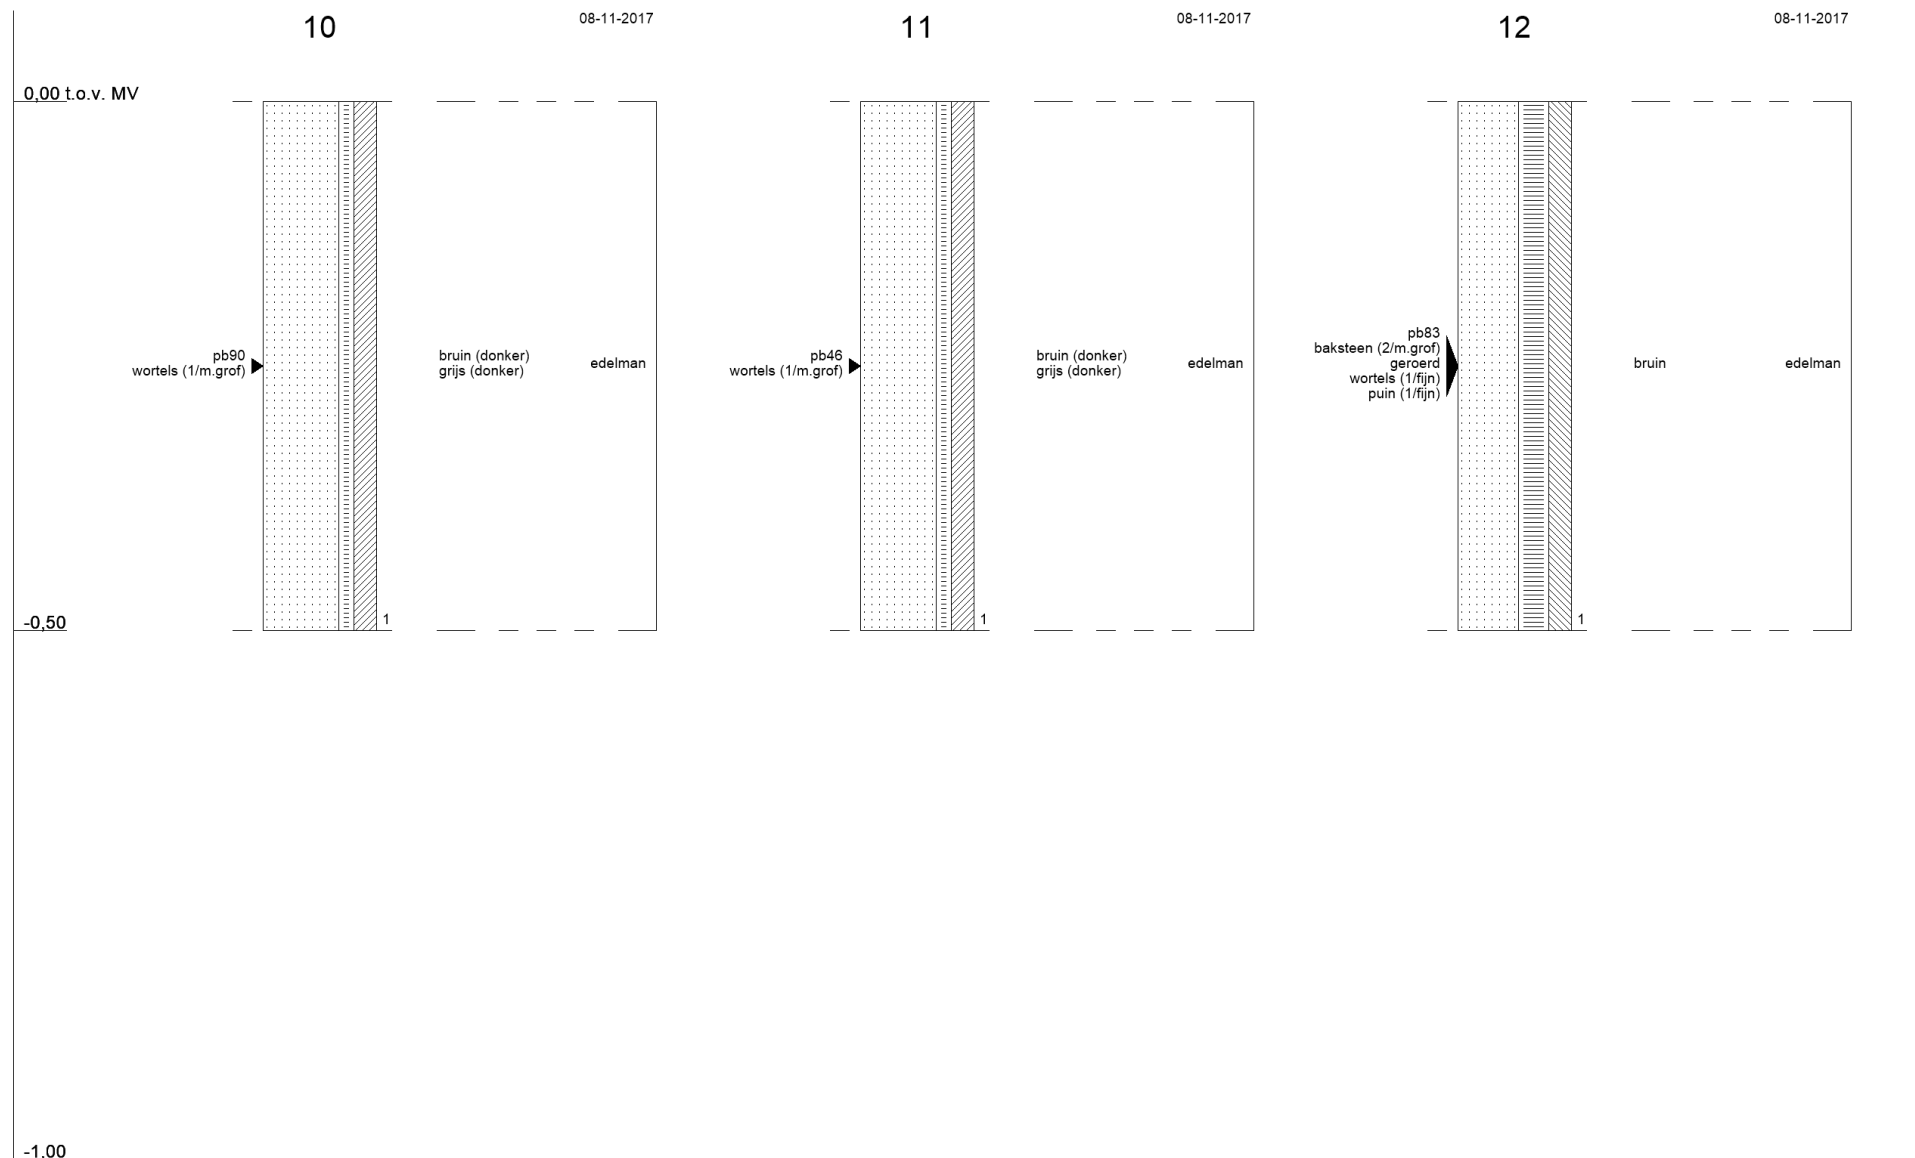 10
08-11-2017
11
08-11-2017
12
08-11-2017
0,00 t.o.v. MV
pb90
wortels (1/m.grof)
bruin (donker)
grijs (donker)
edelman
1
pb46
wortels (1/m.grof)
bruin (donker)
grijs (donker)
edelman
1
pb83
baksteen (2/m.grof)
geroerd
wortels (1/fijn)
puin (1/fijn)
bruin
edelman
1
-0,50
-1,00